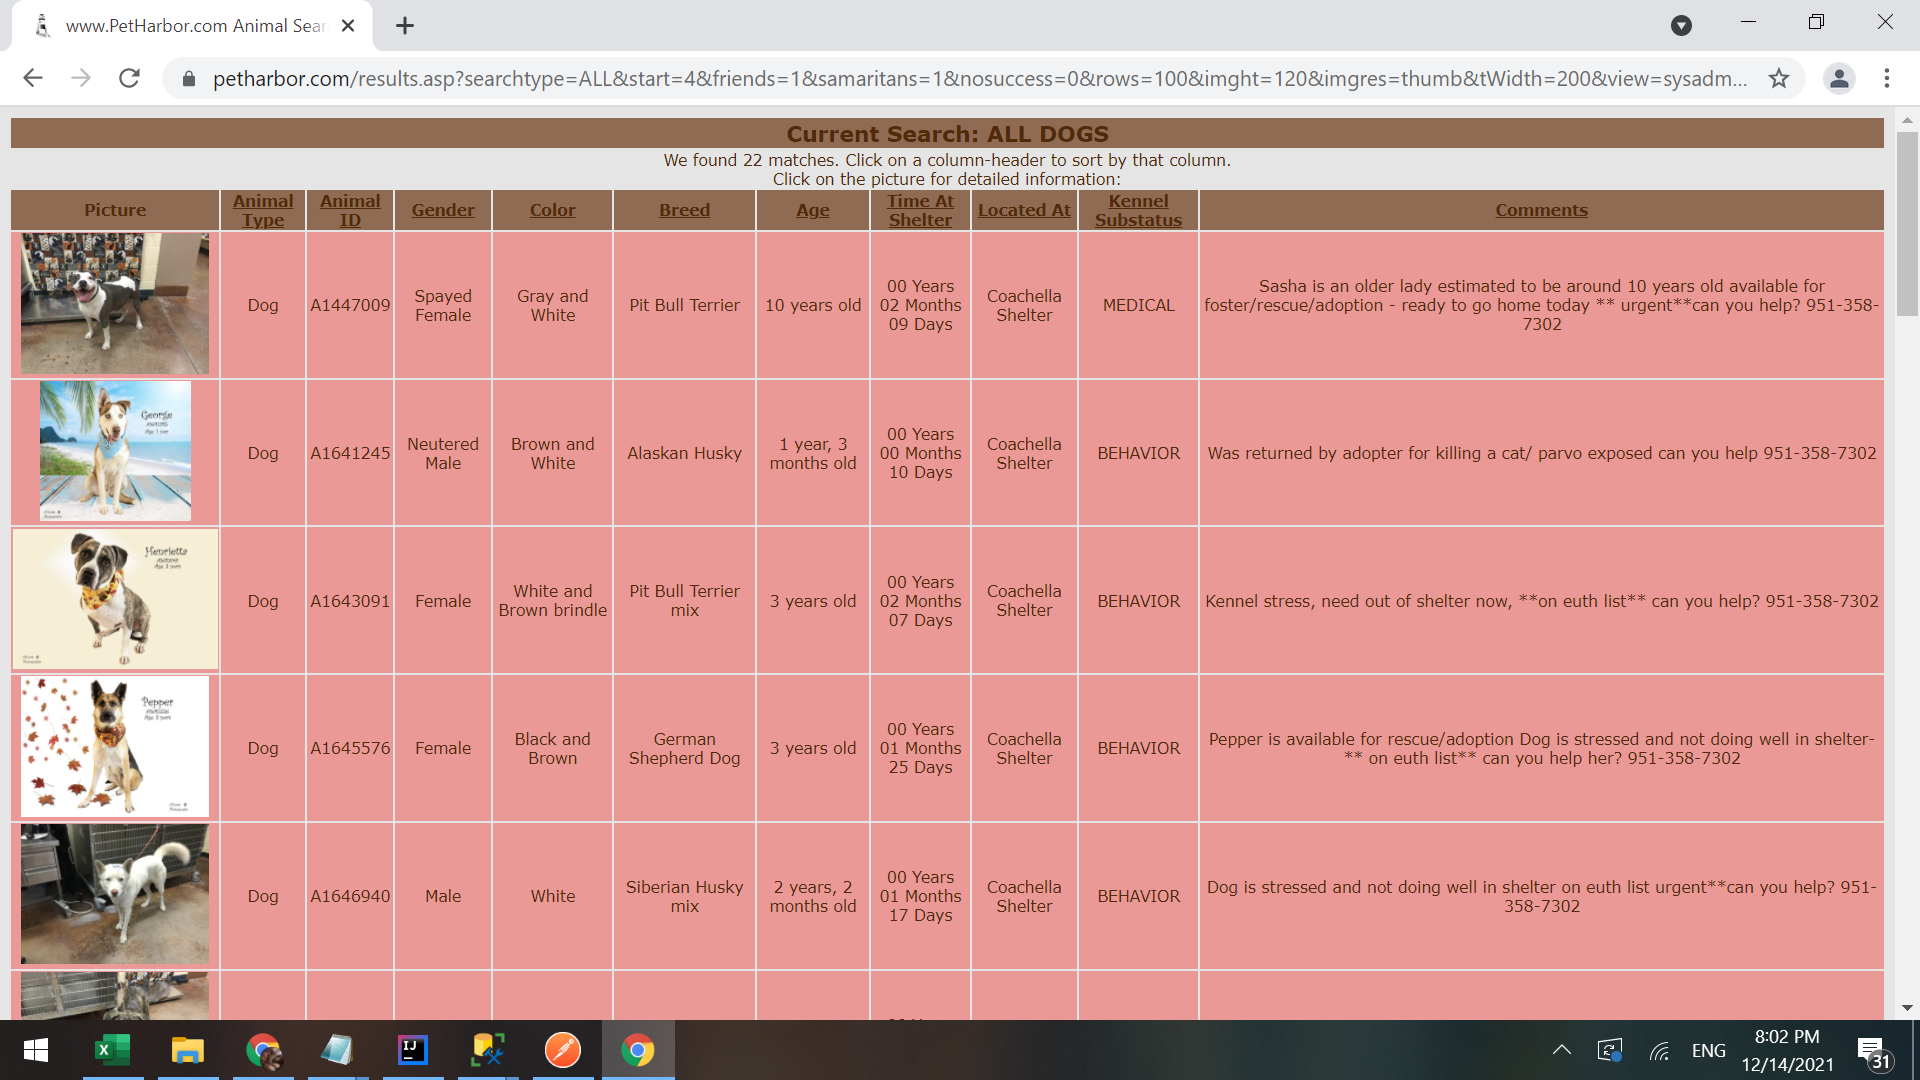 www.PetHarbor.com Animal Sear
petharbor.com/results.asp?searchtype=ALL&start=4&friends=1&samaritans=1&nosuccess=0&rows=100&imght=120&imgres=thumb&tWidth=200&view=sysadm...
Current Search: ALL DOGS
We found 22 matches. Click on a column-header to sort by that column.
Click on the picture for detailed information:
Picture
Animal
Type
Animal
ID
Gender
Color
Breed
Age
Time At
Shelter
Located At
Kennel
Substatus
Comments
Dog
A1447009
Spayed
Female
Gray and
White
Pit Bull Terrier
10 years old
00 Years
02 Months
09 Days
Coachella
Shelter
MEDICAL
Sasha is an older lady estimated to be around 10 years old available for
foster/rescue/adoption - ready to go home today ** urgent**can you help? 951-358-
7302
George
Age: 1 year
Dog
A1641245
Neutered
Male
Brown and
White
Alaskan Husky
1 year, 3
months old
00 Years
00 Months
10 Days
Coachella
Shelter
BEHAVIOR
Was returned by adopter for killing a cat/ parvo exposed can you help 951-358-7302
Henrietta
Age: 3 years
Dog
A1643091
Female
White and
Brown brindle
Pit Bull Terrier
mix
3 years old
00 Years
02 Months
07 Days
Coachella
Shelter
BEHAVIOR
Kennel stress, need out of shelter now, **on euth list** can you help? 951-358-7302
Pepper
Age: 3 years
Dog
A1645576
Female
Black and
Brown
German
Shepherd Dog
3 years old
00 Years
01 Months
25 Days
Coachella
Shelter
BEHAVIOR
Pepper is available for rescue/adoption Dog is stressed and not doing well in shelter-
** on euth list** can you help her? 951-358-7302
Dog
A1646940
Male
White
Siberian Husky
mix
2 years, 2
months old
00 Years
01 Months
17 Days
Coachella
Shelter
BEHAVIOR
Dog is stressed and not doing well in shelter on euth list urgent**can you help? 951-
358-7302
IJ
ENG
8:02 PM
12/14/2021
31